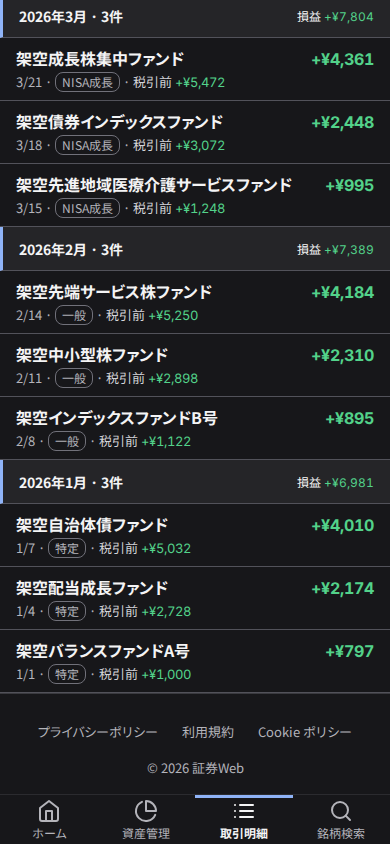 2026年3月・3件 損益 +¥7,804
架空成長株集中ファンド +¥4,361
3/21・NISA成長・税引前 +¥5,472
架空債券インデックスファンド +¥2,448
3/18・NISA成長・税引前 +¥3,072
架空先進地域医療介護サービスファンド +¥995
3/15・NISA成長・税引前 +¥1,248
2026年2月・3件 損益 +¥7,389
架空先端サービス株ファンド +¥4,184
2/14・一般・税引前 +¥5,250
架空中小型株ファンド +¥2,310
2/11・一般・税引前 +¥2,898
架空インデックスファンドB号 +¥895
2/8・一般・税引前 +¥1,122
2026年1月・3件 損益 +¥6,981
架空自治体債ファンド +¥4,010
1/7・特定・税引前 +¥5,032
架空配当成長ファンド +¥2,174
1/4・特定・税引前 +¥2,728
架空バランスファンドA号 +¥797
1/1・特定・税引前 +¥1,000
プライバシーポリシー 利用規約 Cookie ポリシー
© 2026 証券Web
ホーム 資産管理 取引明細 銘柄検索